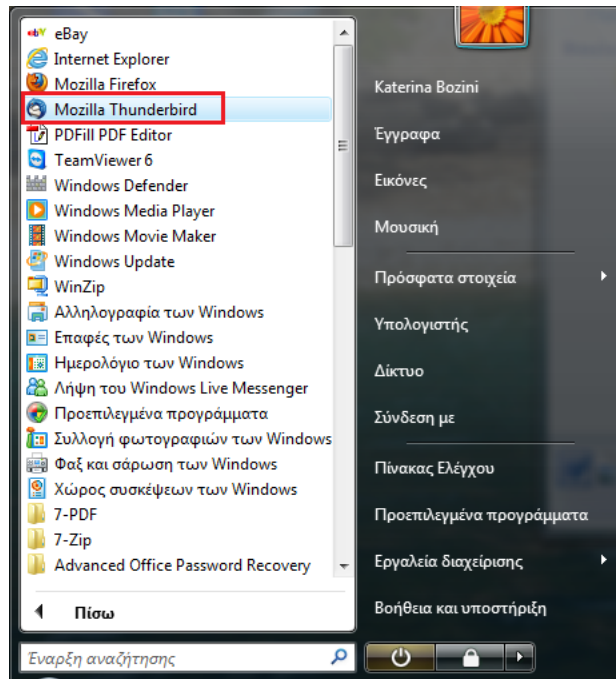 eBay
Internet Explorer
Mozilla Firefox
Mozilla Thunderbird
PDFill PDF Editor
TeamViewer 6
Windows Defender
Windows Media Player
Windows Movie Maker
Windows Update
WinZip
Αλληλογραφία των Windows
Επαφές των Windows
Ημερολόγιο των Windows
Λήψη του Windows Live Messenger
Προεπιλεγμένα προγράμματα
Συλλογή φωτογραφιών των Windows
Φαξ και σάρωση των Windows
Χώρος συσκέψεων των Windows
7-PDF
7-Zip
Advanced Office Password Recovery
Πίσω
Έναρξη αναζήτησης
Katerina Bozini
Έγγραφα
Εικόνες
Μουσική
Πρόσφατα στοιχεία
Υπολογιστής
Δίκτυο
Σύνδεση με
Πίνακας Ελέγχου
Προεπιλεγμένα προγράμματα
Εργαλεία διαχείρισης
Βοήθεια και υποστήριξη